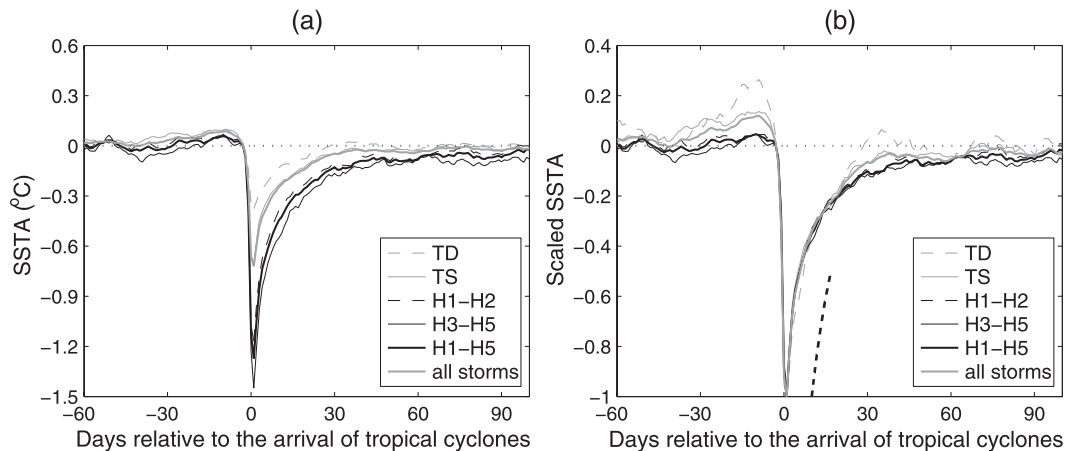 (a)
0.6
0.3
0
−0.3
−0.6
−0.9
−1.2
−1.5
SSTA (°C)
TD
TS
H1−H2
H3−H5
H1−H5
all storms
−60 −30 0 30 60 90
Days relative to the arrival of tropical cyclones
(b)
0.4
0.2
0
−0.2
−0.4
−0.6
−0.8
−1
Scaled SSTA
TD
TS
H1−H2
H3−H5
H1−H5
all storms
−60 −30 0 30 60 90
Days relative to the arrival of tropical cyclones